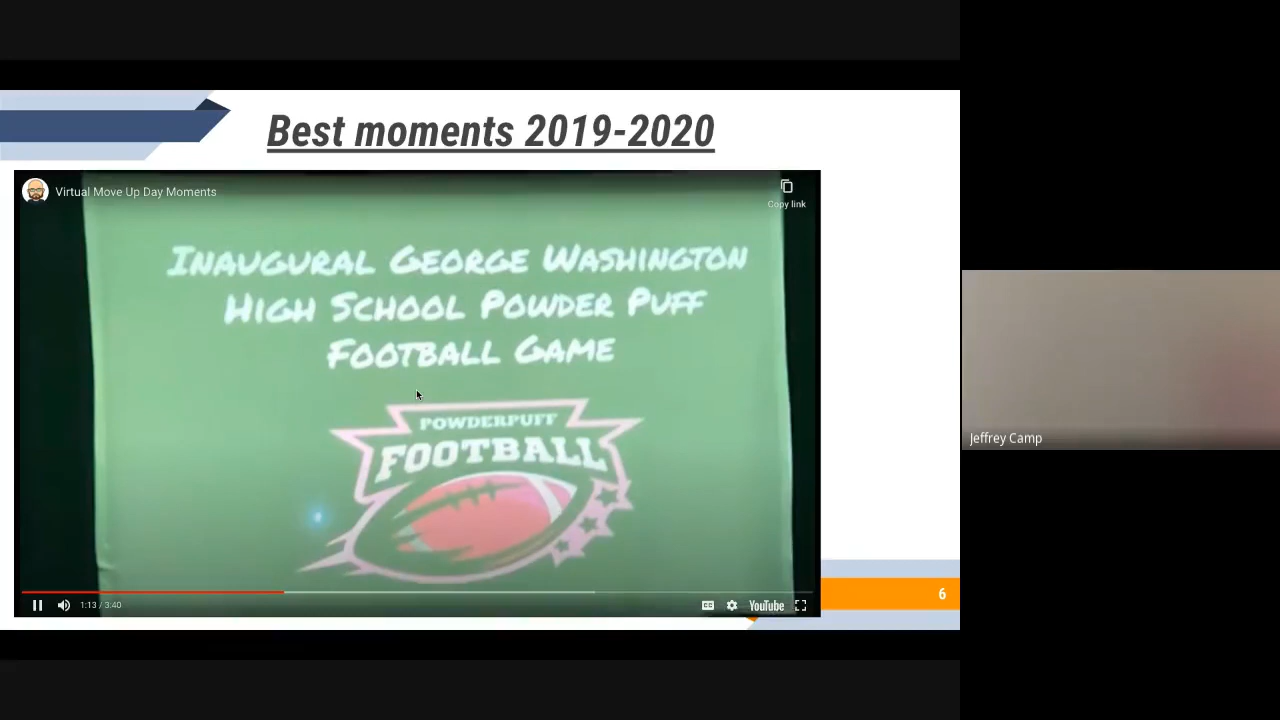 Best moments 2019-2020
Virtual Move Up Day Moments
Copy link
INAUGURAL GEORGE WASHINGTON
HIGH SCHOOL POWDER PUFF
FOOTBALL GAME
POWDERPUFF
FOOTBALL
1:13 / 3:40
CC
YouTube
6
Jeffrey Camp